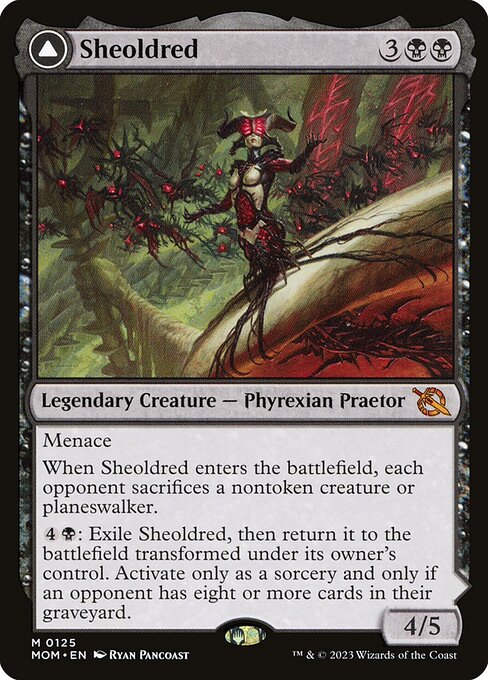 Sheoldred 3
Legendary Creature — Phyrexian Praetor
Menace
When Sheoldred enters the battlefield, each
opponent sacrifices a nontoken creature or
planeswalker.
4 : Exile Sheoldred, then return it to the
battlefield transformed under its owner's
control. Activate only as a sorcery and only if
an opponent has eight or more cards in their
graveyard.
4/5
M 0125
MOM • EN RYAN PANCOAST
™ & © 2023 Wizards of the Coast